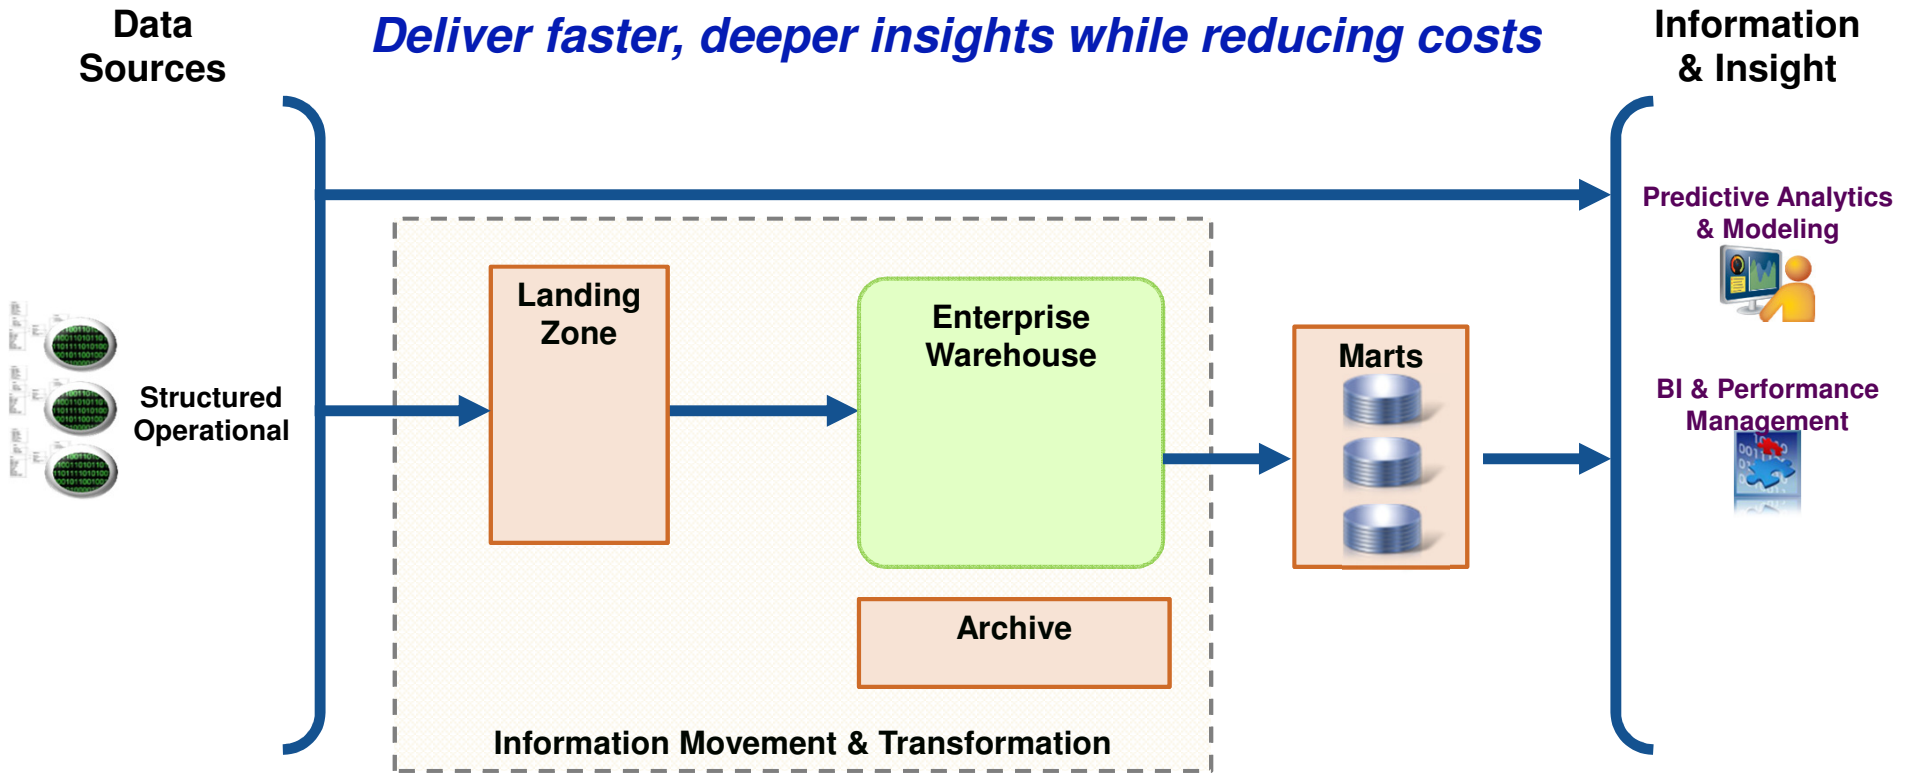 Data
Sources
Deliver faster, deeper insights while reducing costs
Information
& Insight
Predictive Analytics
& Modeling
Landing
Zone
Enterprise
Warehouse
Marts
Structured
Operational
BI & Performance
Management
Archive
Information Movement & Transformation